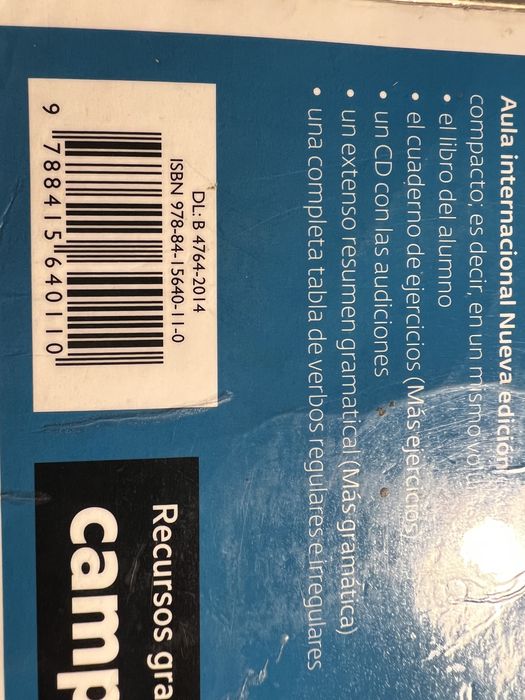 Aula internacional Nueva edición
compacto, es decir, en un mismo
• el libro del alumno
• el cuaderno de ejercicios (Más ejercicios)
• un CD con las audiciones
• un extenso resumen gramatical (Más gramática)
• una completa tabla de verbos regulares e irregulares
DL: B 4764-2014
ISBN 978-84-15640-11-0
9 788415 640110
Recursos gra
camp